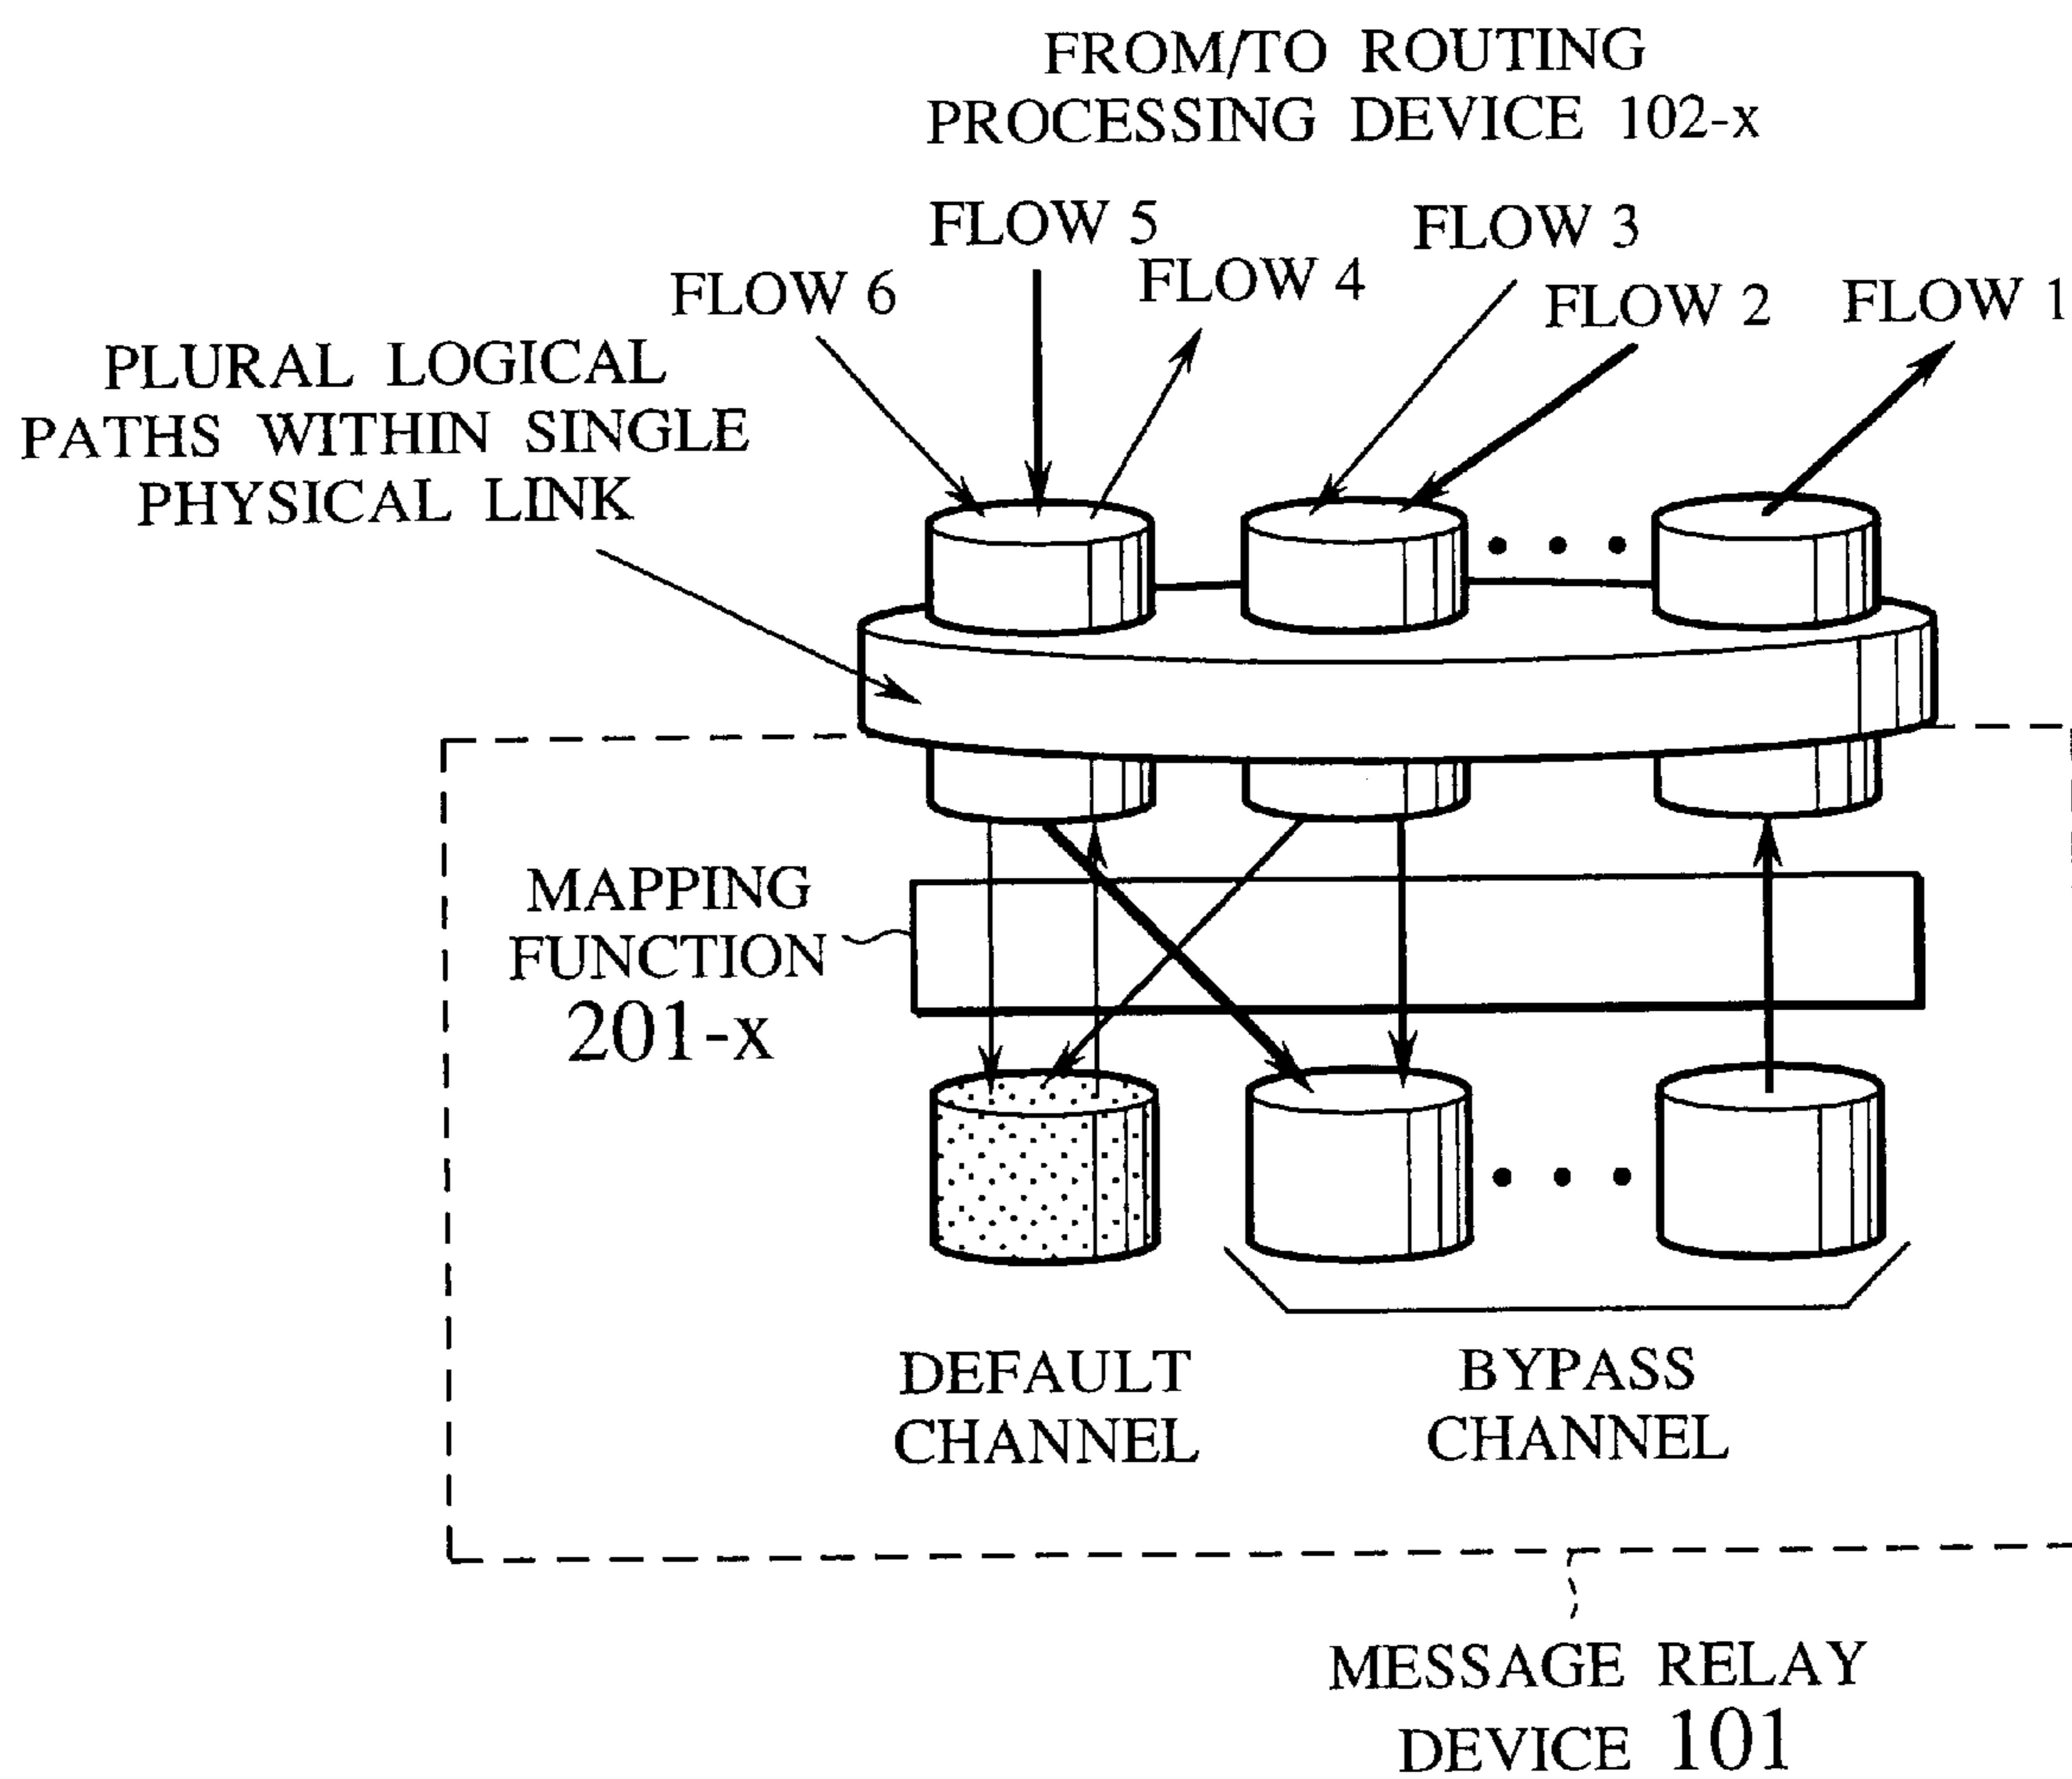 FROM/TO ROUTING
PROCESSING DEVICE 102-x
FLOW 5
FLOW 3
FLOW 6
FLOW 4
FLOW 2
FLOW 1
PLURAL LOGICAL
PATHS WITHIN SINGLE
PHYSICAL LINK
MAPPING
FUNCTION
201-x
DEFAULT
CHANNEL
BYPASS
CHANNEL
MESSAGE RELAY
DEVICE 101